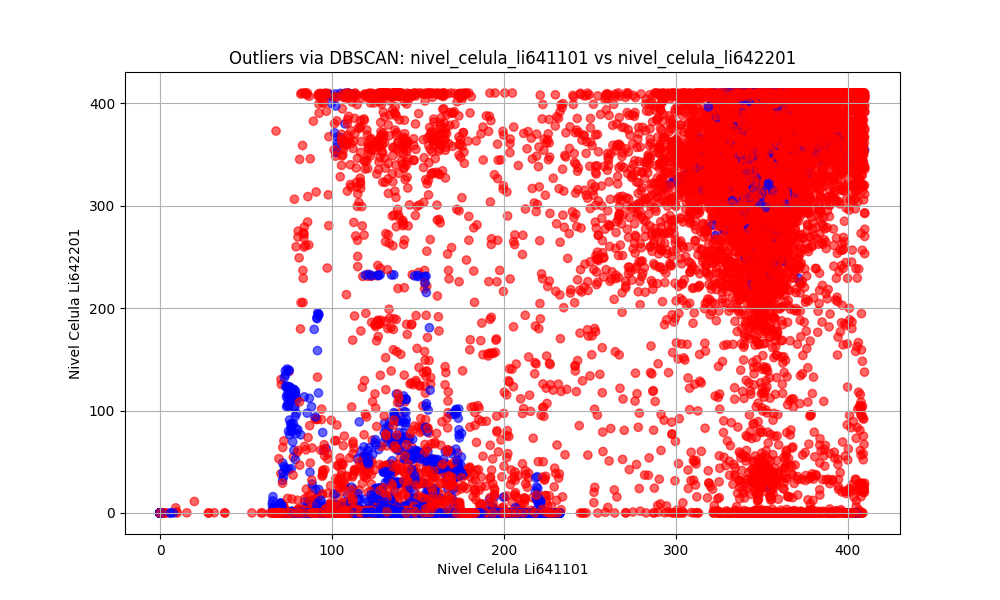 Outliers via DBSCAN: nivel_celula_li641101 vs nivel_celula_li642201
400
300
200
100
0
Nivel Celula Li642201
0 100 200 300 400
Nivel Celula Li641101